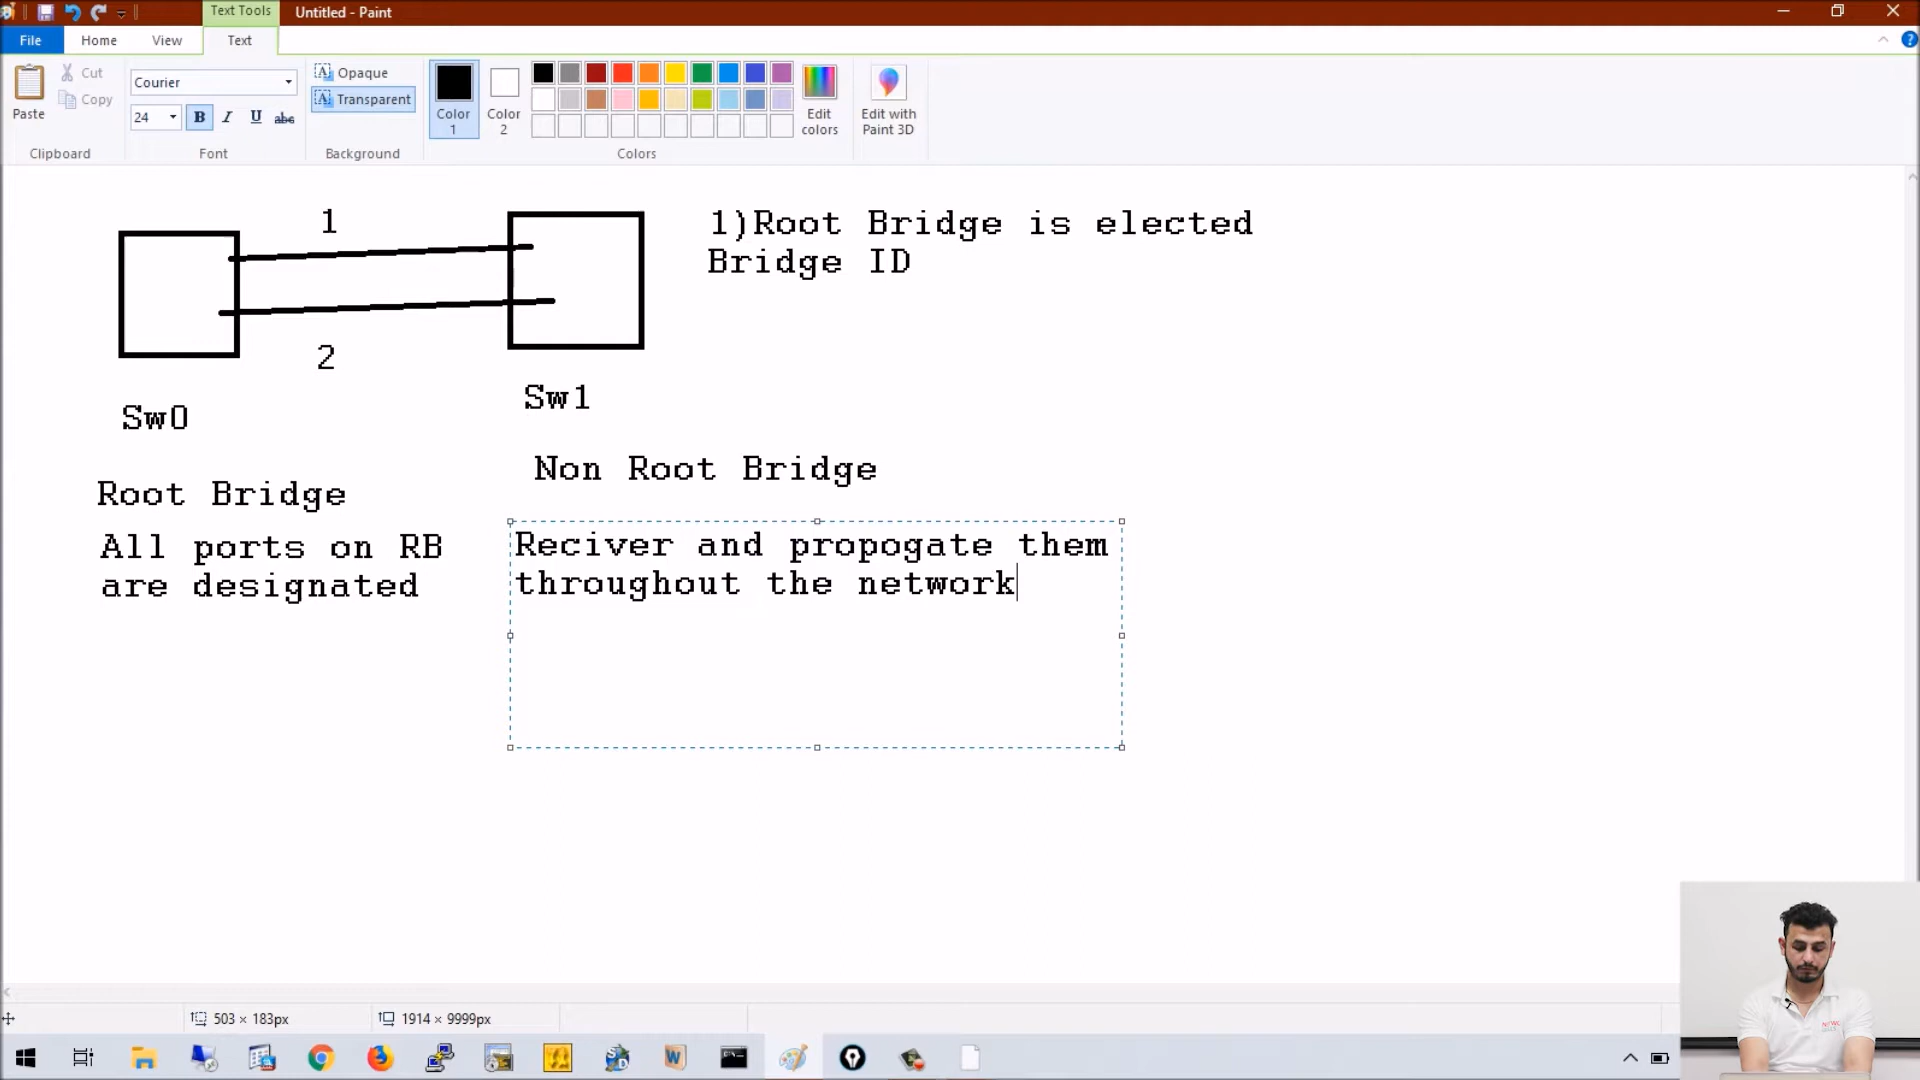 Text Tools
Untitled - Paint
File
Home
View
Text
Paste
Cut
Copy
Clipboard
Courier
24
B
I
U
abc
Font
Opaque
Transparent
Background
Color 1
Color 2
Edit colors
Colors
Edit with Paint 3D
1
2
Sw0
Sw1
1)Root Bridge is elected
Bridge ID
Root Bridge
Non Root Bridge
All ports on RB
are designated
Reciver and propogate them
throughout the network
503 × 183px
1914 × 9999px